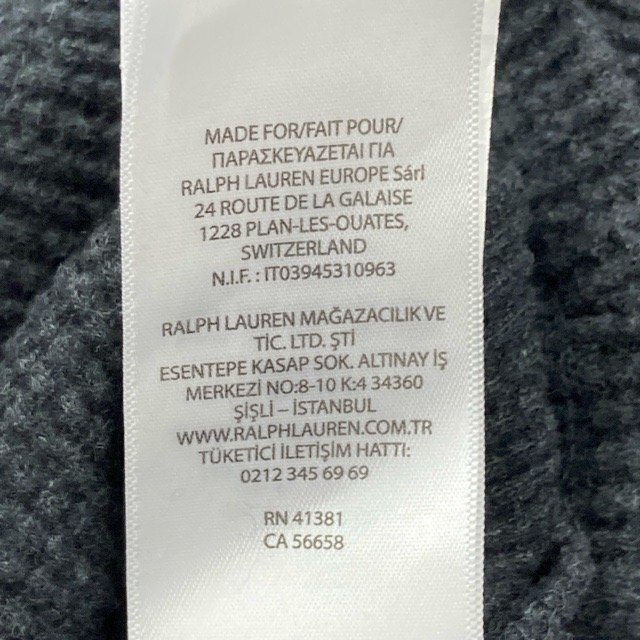 MADE FOR/FAIT POUR/
ΠΑΡΑΣΚΕΥΑΖΕΤΑΙ ΓΙΑ
RALPH LAUREN EUROPE Sárl
24 ROUTE DE LA GALAISE
1228 PLAN-LES-OUATES,
SWITZERLAND
N.I.F. : IT03945310963
RALPH LAUREN MAĞAZACILIK VE
TİC. LTD. ŞTİ
ESENTEPE KASAP SOK. ALTINAY İŞ
MERKEZİ NO:8-10 K:4 34360
ŞİŞLİ – İSTANBUL
WWW.RALPHLAUREN.COM.TR
TÜKETİCİ İLETİŞİM HATTI:
0212 345 69 69
RN 41381
CA 56658